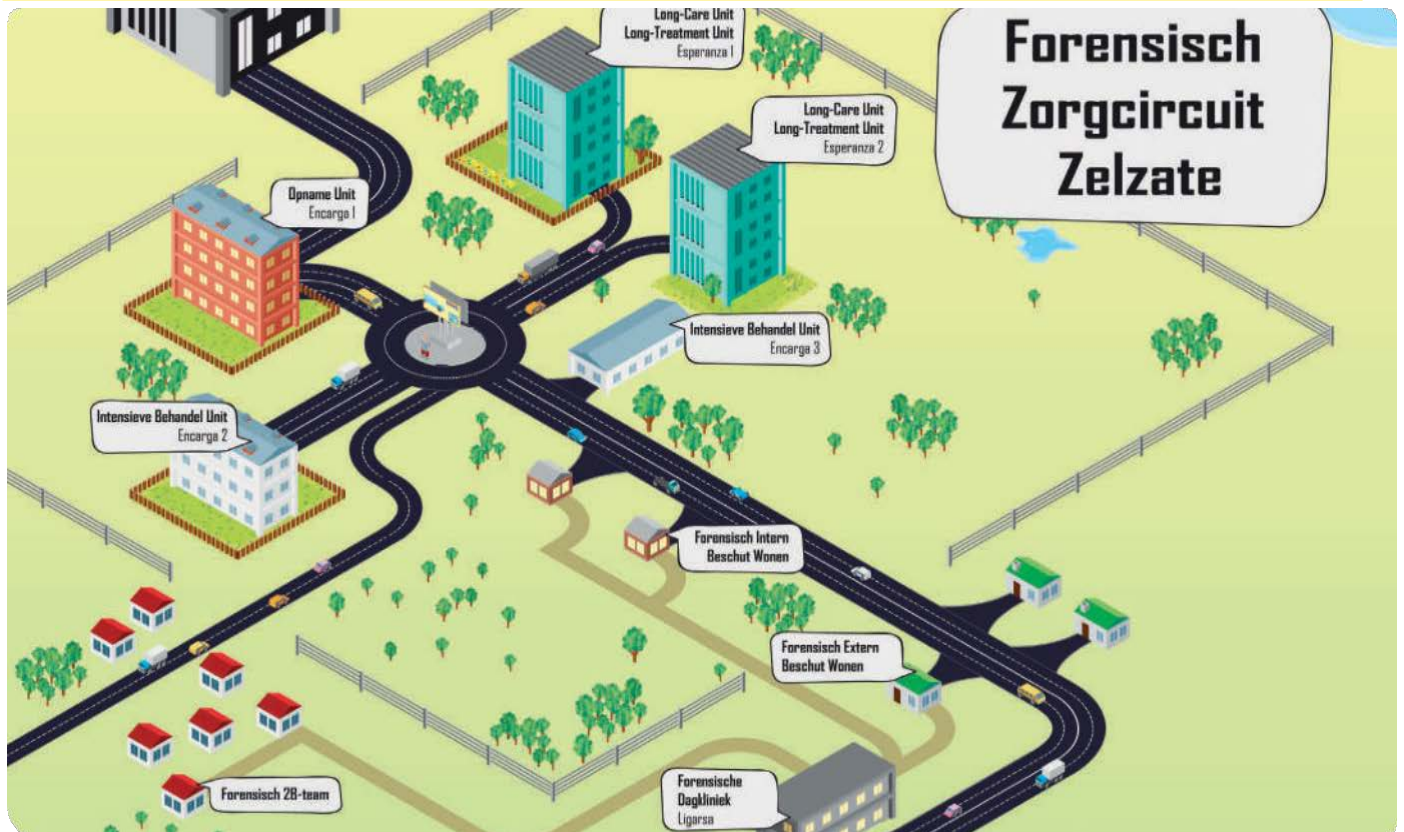 Forensisch
Zorgcircuit
Zelzate
Long-Care Unit
Long-Treatment Unit
Esperanza 1
Long-Care Unit
Long-Treatment Unit
Esperanza 2
Opname Unit
Encarga 1
Intensieve Behandel Unit
Encarga 3
Intensieve Behandel Unit
Encarga 2
Forensisch Intern
Beschut Wonen
Forensisch Extern
Beschut Wonen
Forensisch 2B-team
Forensische
Dagkliniek
Ligarsa